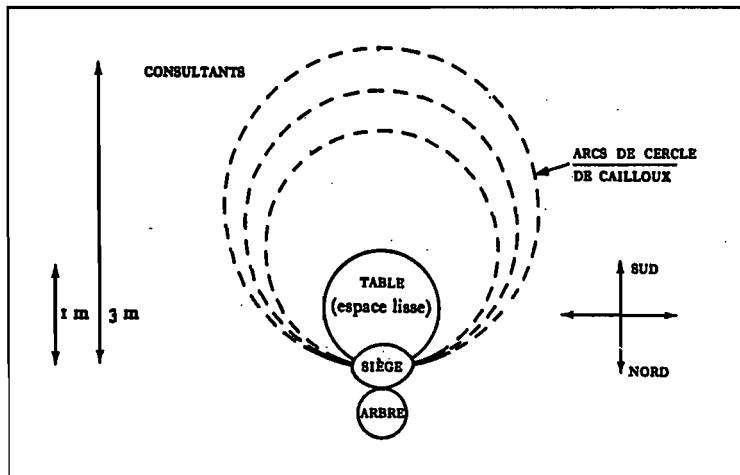 CONSULTANTS
ARCS DE CERCLE
DE CAILLOUX
TABLE
(espace lisse)
SUD
1 m
3 m
SIÈGE
NORD
ARBRE